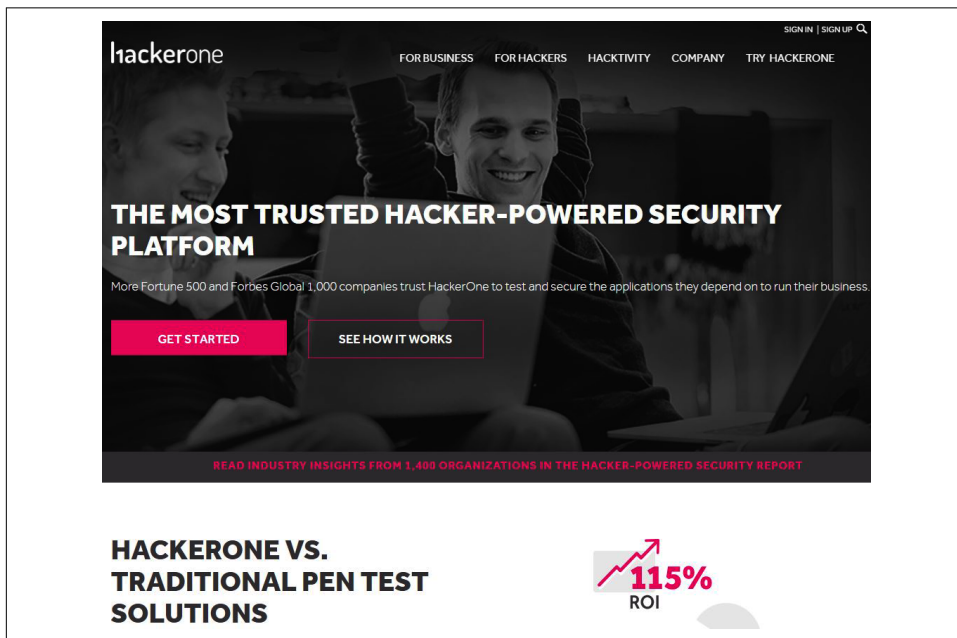 SIGN IN | SIGN UP
hackerone
FOR BUSINESS FOR HACKERS HACKTIVITY COMPANY TRY HACKERONE
THE MOST TRUSTED HACKER-POWERED SECURITY
PLATFORM
More Fortune 500 and Forbes Global 1,000 companies trust HackerOne to test and secure the applications they depend on to run their business.
GET STARTED SEE HOW IT WORKS
READ INDUSTRY INSIGHTS FROM 1,400 ORGANIZATIONS IN THE HACKER-POWERED SECURITY REPORT
HACKERONE VS.
TRADITIONAL PEN TEST
SOLUTIONS
115%
ROI